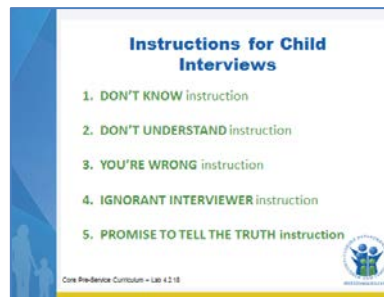 Instructions for Child
Interviews
1. DON'T KNOW instruction
2. DON'T UNDERSTAND instruction
3. YOU'RE WRONG instruction
4. IGNORANT INTERVIEWER instruction
5. PROMISE TO TELL THE TRUTH instruction
Core Pre-Service Curriculum – Lab 4.2.18